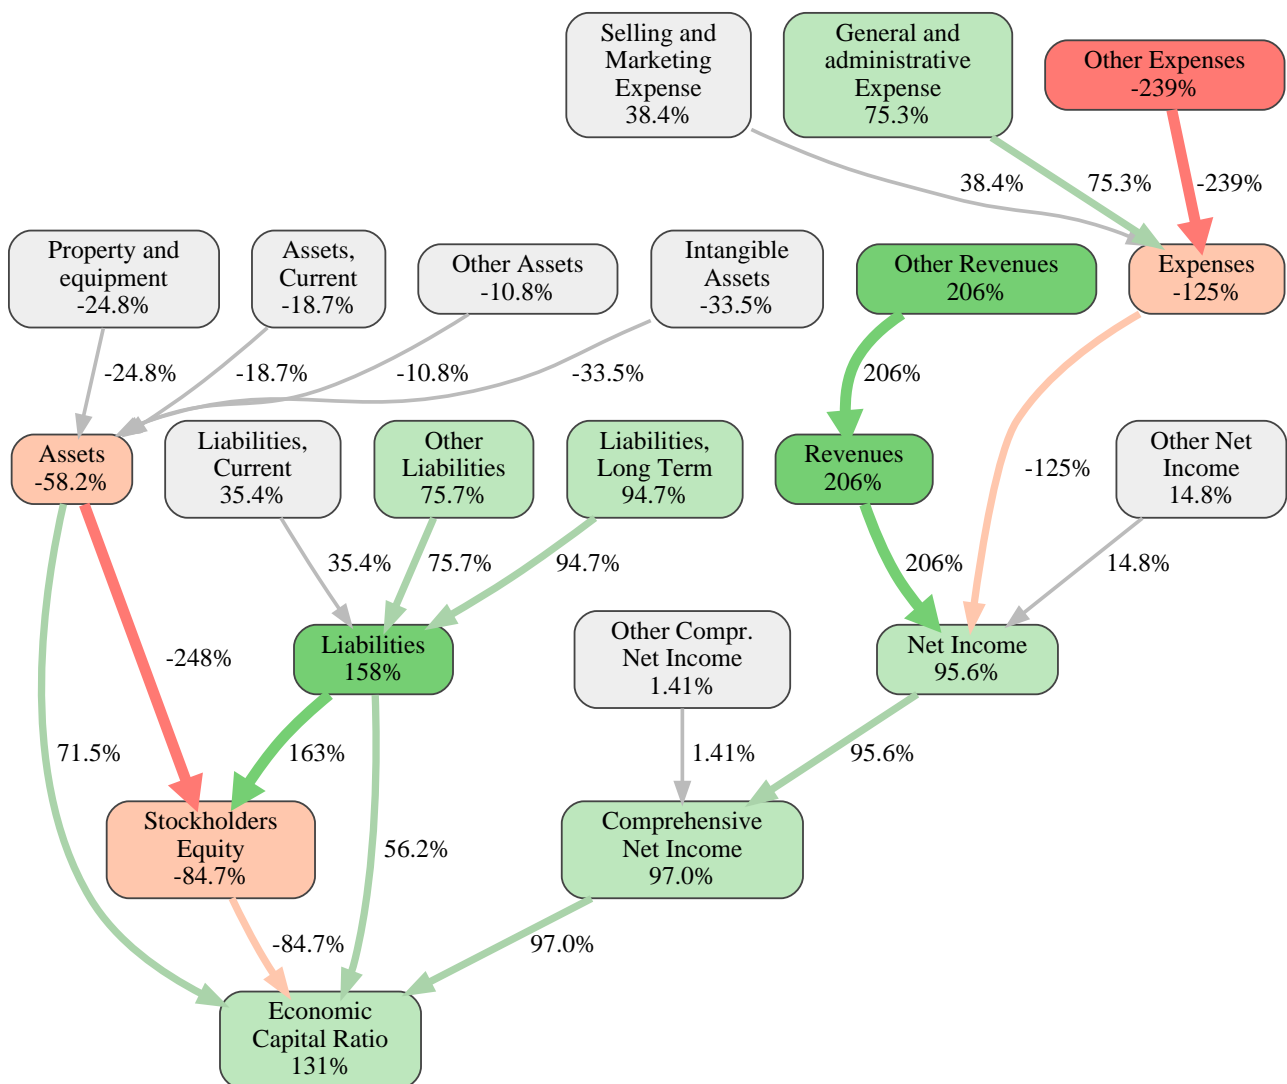 Selling and
Marketing
Expense
38.4%
General and
administrative
Expense
75.3%
Other Expenses
-239%
38.4%
75.3%
-239%
Property and
equipment
-24.8%
Assets,
Current
-18.7%
Other Assets
-10.8%
Intangible
Assets
-33.5%
Other Revenues
206%
Expenses
-125%
-24.8%
-18.7%
-10.8%
-33.5%
206%
Assets
-58.2%
Liabilities,
Current
35.4%
Other
Liabilities
75.7%
Liabilities,
Long Term
94.7%
Revenues
206%
-125%
Other Net
Income
14.8%
35.4%
75.7%
94.7%
206%
14.8%
-248%
Liabilities
158%
Other Compr.
Net Income
1.41%
Net Income
95.6%
71.5%
163%
1.41%
95.6%
Stockholders
Equity
-84.7%
56.2%
Comprehensive
Net Income
97.0%
-84.7%
97.0%
Economic
Capital Ratio
131%